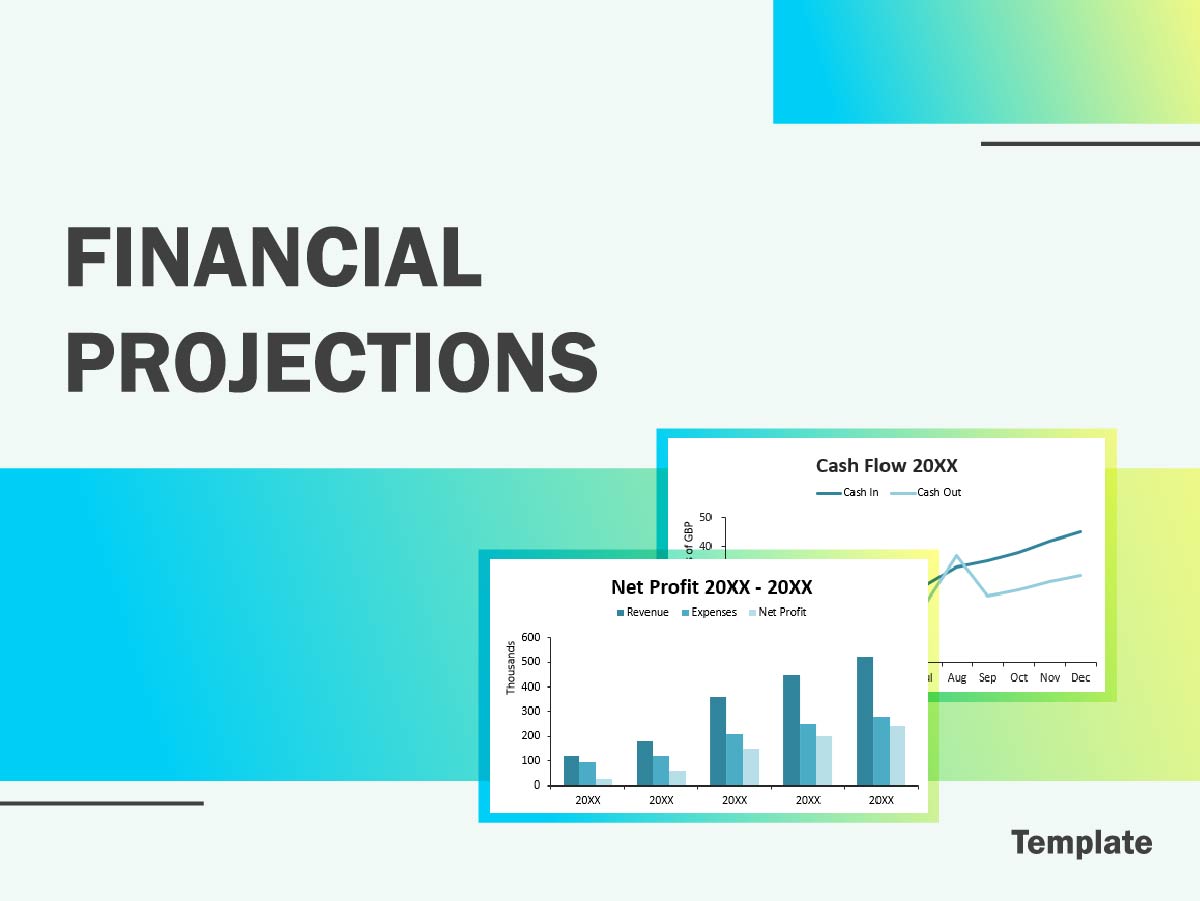 FINANCIAL
PROJECTIONS
Cash Flow 20XX
Cash In Cash Out
50
40
of GBP
Aug Sep Oct Nov Dec
Net Profit 20XX - 20XX
Revenue Expenses Net Profit
Thousands
600
500
400
300
200
100
0
20XX 20XX 20XX 20XX 20XX
Template